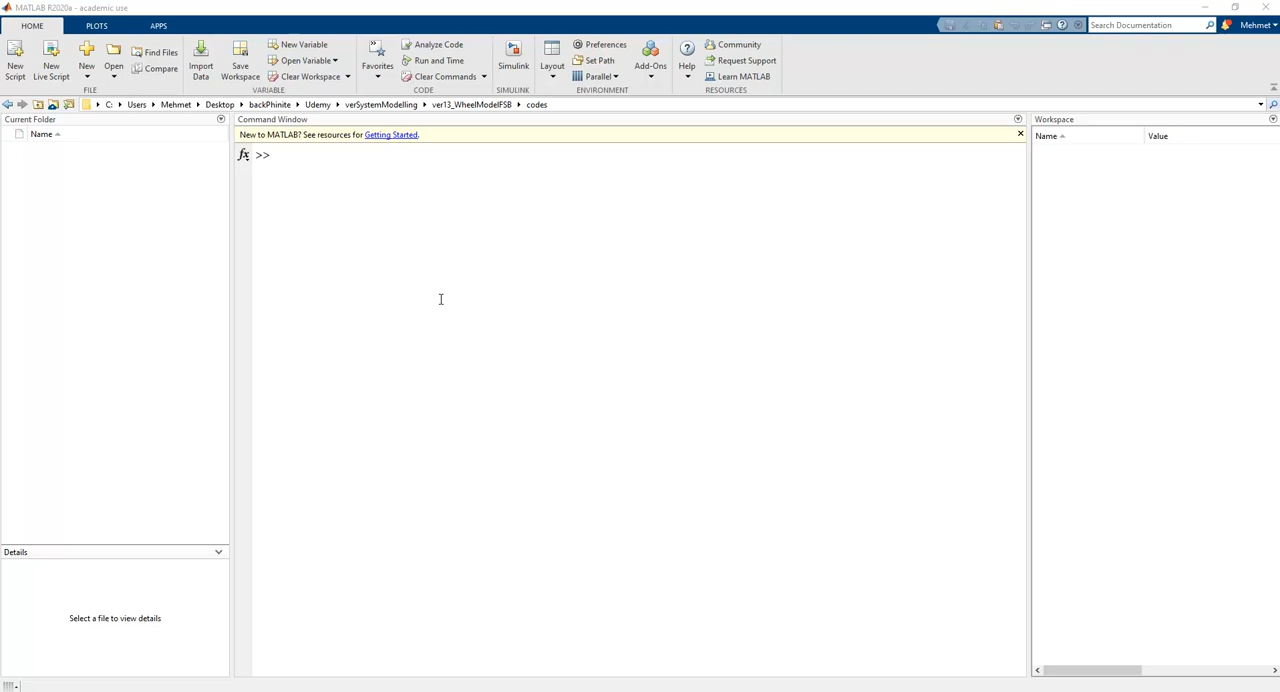 MATLAB R2020a - academic use
HOME PLOTS APPS Search Documentation Mehmet
New Script
New Live Script
New
Open
Find Files
Compare
FILE
Import Data
Save Workspace
New Variable
Open Variable
Clear Workspace
VARIABLE
Favorites
Analyze Code
Run and Time
Clear Commands
CODE
Simulink
SIMULINK
Layout
Preferences
Set Path
Parallel
ENVIRONMENT
Add-Ons
Help
Community
Request Support
Learn MATLAB
RESOURCES
C: Users Mehmet Desktop backPhinite Udemy verSystemModelling ver13_WheelModelFSB codes
Current Folder
Name
Command Window
New to MATLAB? See resources for Getting Started.
fx >>
Workspace
Name Value
Details
Select a file to view details